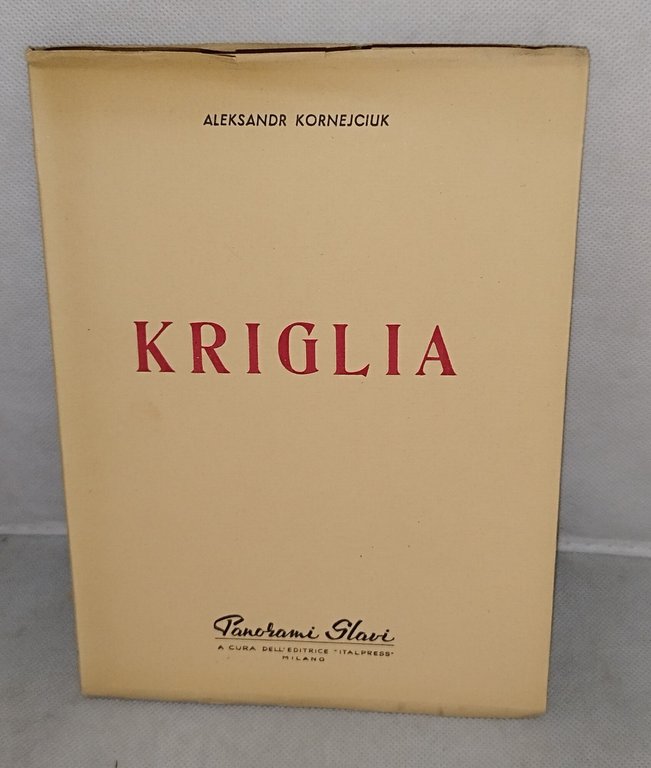 ALEKSANDR KORNEJCIUK
KRIGLIA
Panorami Slavi
A CURA DELL'EDITRICE "ITALPRESS"
MILANO